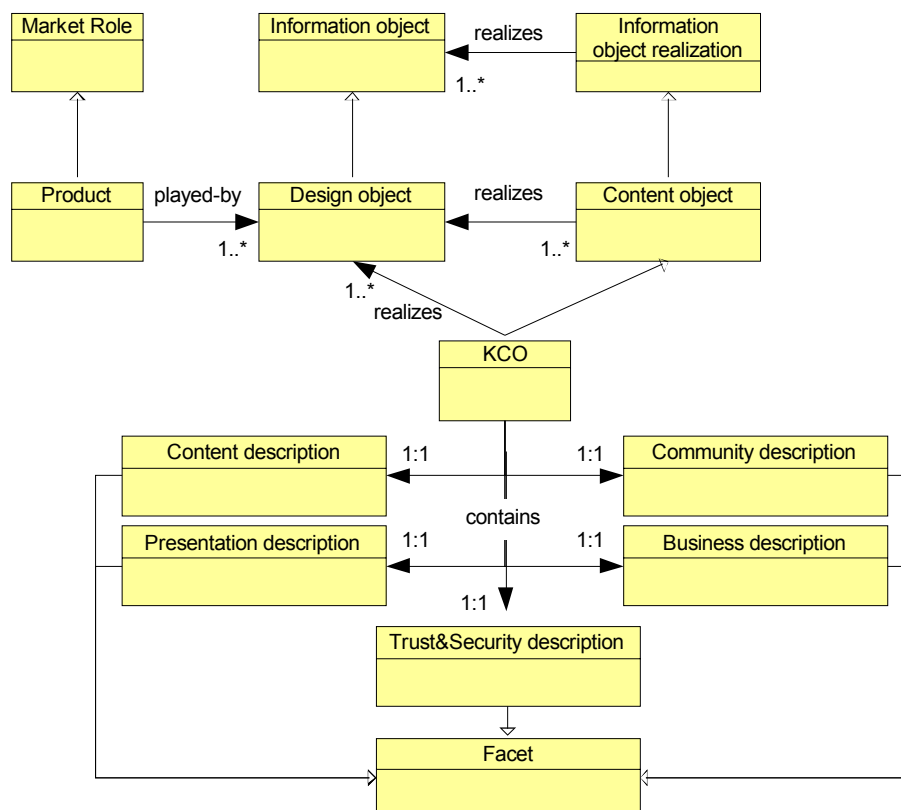 Market Role
Information object
realizes
Information
object realization
1..*
Product
played-by
Design object
realizes
Content object
1..*
1..*
1..*
realizes
KCO
Content description
1:1
1:1
Community description
contains
Presentation description
1:1
1:1
Business description
1:1
Trust&Security description
Facet